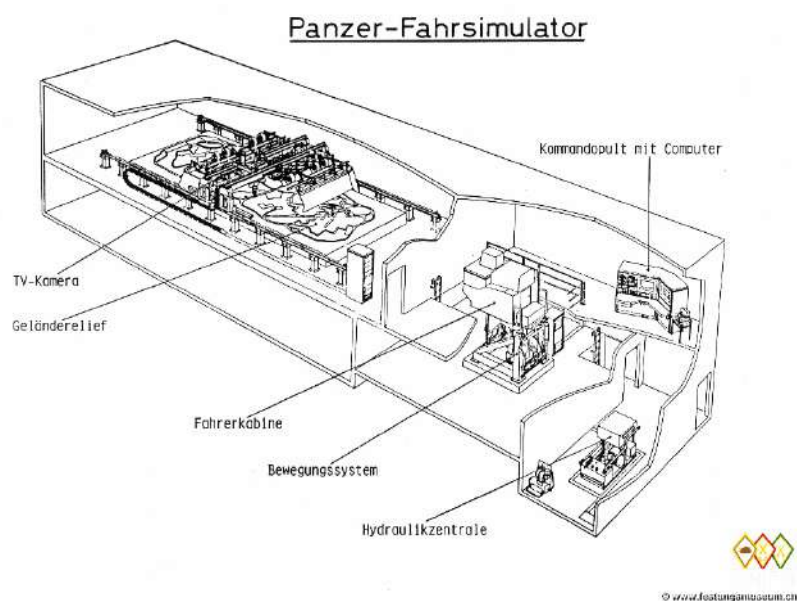 Panzer-Fahrsimulator
Kommandopult mit Computer
TV-Kamera
Geländerelief
Fahrerkabine
Bewegungssystem
Hydraulikzentrale
© www.festungsmuseum.ch